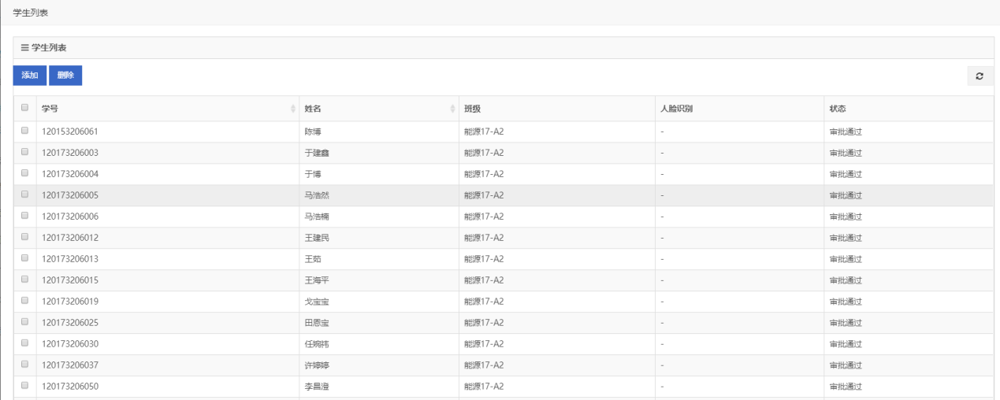 学生列表
学生列表
添加 删除
学号 姓名 班级 人脸识别 状态
120153206061 陈博 能源17-A2 - 审批通过
120173206003 于建鑫 能源17-A2 - 审批通过
120173206004 于博 能源17-A2 - 审批通过
120173206005 马浩然 能源17-A2 - 审批通过
120173206006 马浩楠 能源17-A2 - 审批通过
120173206012 王建民 能源17-A2 - 审批通过
120173206013 王茹 能源17-A2 - 审批通过
120173206015 王海平 能源17-A2 - 审批通过
120173206019 戈宝宝 能源17-A2 - 审批通过
120173206025 田恩宝 能源17-A2 - 审批通过
120173206030 任婉祎 能源17-A2 - 审批通过
120173206037 许婷婷 能源17-A2 - 审批通过
120173206050 李昌澄 能源17-A2 - 审批通过